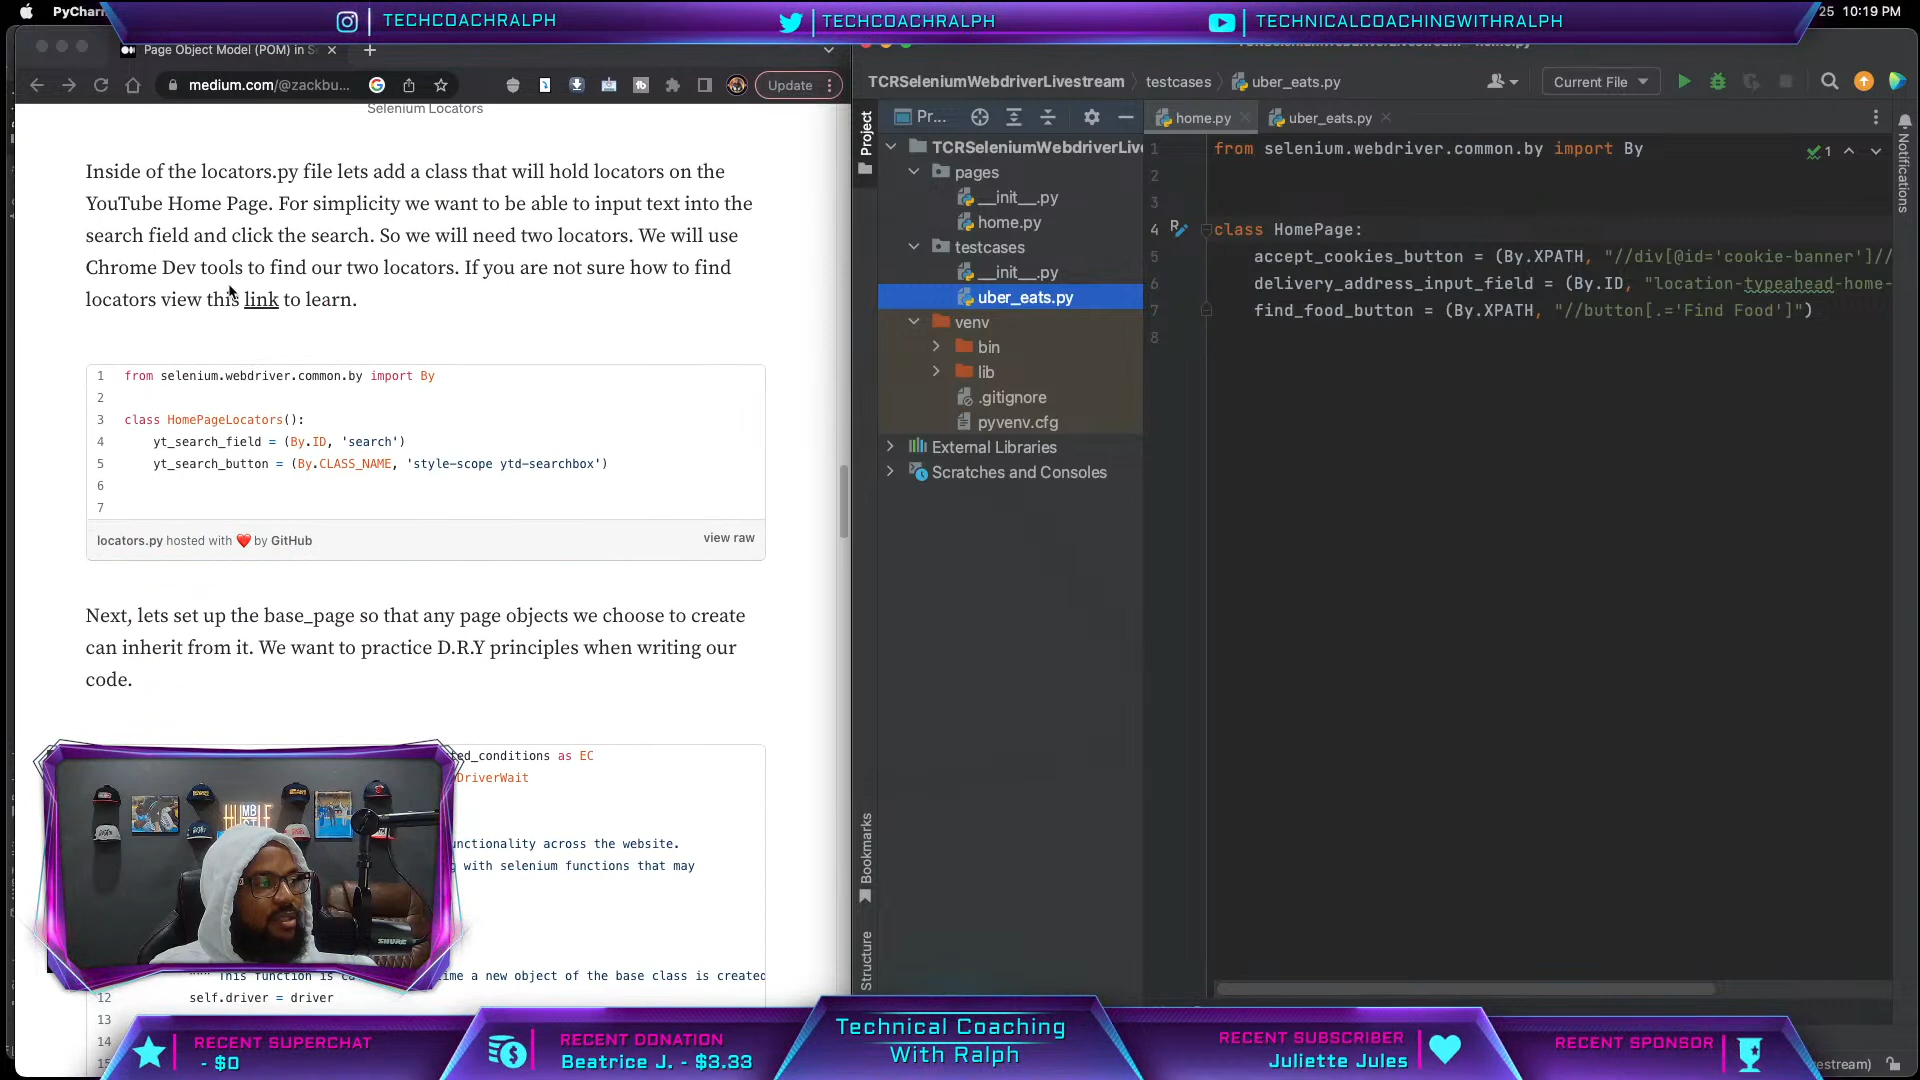 PyCharm
TECHCOACHRALPH
TECHCOACHRALPH
TECHNICALCOACHINGWITHRALPH
25 10:19 PM
Page Object Model (POM) in S
medium.com/@zackbu...
Update
Selenium Locators
Inside of the locators.py file lets add a class that will hold locators on the
YouTube Home Page. For simplicity we want to be able to input text into the
search field and click the search. So we will need two locators. We will use
Chrome Dev tools to find our two locators. If you are not sure how to find
locators view this link to learn.
1 from selenium.webdriver.common.by import By
2
3 class HomePageLocators():
4 yt_search_field = (By.ID, 'search')
5 yt_search_button = (By.CLASS_NAME, 'style-scope ytd-searchbox')
6
7
locators.py hosted with ❤ by GitHub
view raw
Next, lets set up the base_page so that any page objects we choose to create
can inherit from it. We want to practice D.R.Y principles when writing our
code.
ted_conditions as EC
DriverWait
unctionality across the website.
g with selenium functions that may
""" This function is ca
ime a new object of the base class is created
12 self.driver = driver
13
14
15
TCRSeleniumWebdriverLivestream
testcases
uber_eats.py
Current File
Project
Pr...
TCRSeleniumWebdriverLive
pages
__init__.py
home.py
testcases
__init__.py
uber_eats.py
venv
bin
lib
.gitignore
pyvenv.cfg
External Libraries
Scratches and Consoles
Bookmarks
Structure
home.py
uber_eats.py
1
Notifications
1 from selenium.webdriver.common.by import By
2
3
4 class HomePage:
5 accept_cookies_button = (By.XPATH, "//div[@id='cookie-banner']//
6 delivery_address_input_field = (By.ID, "location-typeahead-home-
7 find_food_button = (By.XPATH, "//button[.='Find Food']")
8
SHURE
RECENT SUPERCHAT
- $0
RECENT DONATION
Beatrice J. - $3.33
Technical Coaching
With Ralph
RECENT SUBSCRIBER
Juliette Jules
RECENT SPONSOR
estream)